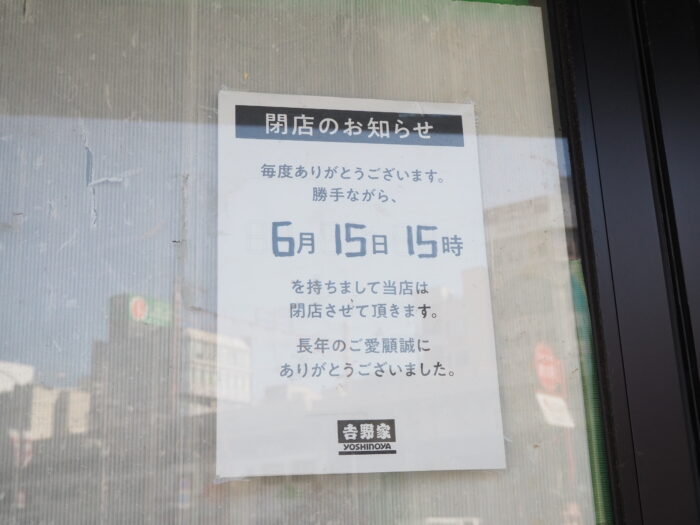 閉店のお知らせ
毎度ありがとうございます。
勝手ながら、
6月 15日 15時
を持ちまして当店は
閉店させて頂きます。
長年のご愛顧誠に
ありがとうございました。
吉野家
YOSHINOYA